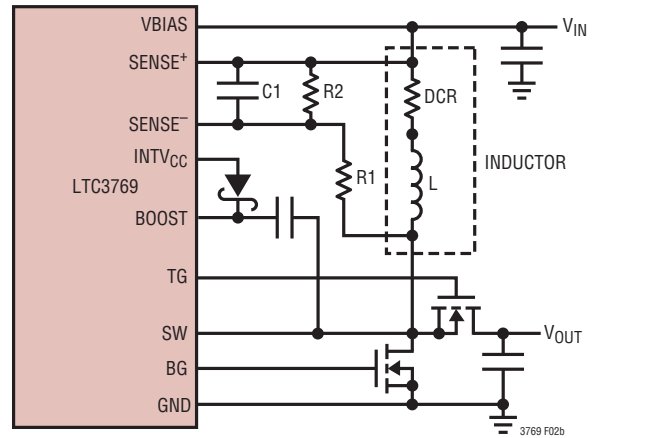 VBIAS
V_IN
SENSE⁺
C1
R2
DCR
SENSE⁻
INTV_CC
INDUCTOR
LTC3769
R1
L
BOOST
TG
SW
V_OUT
BG
GND
3769 F02b